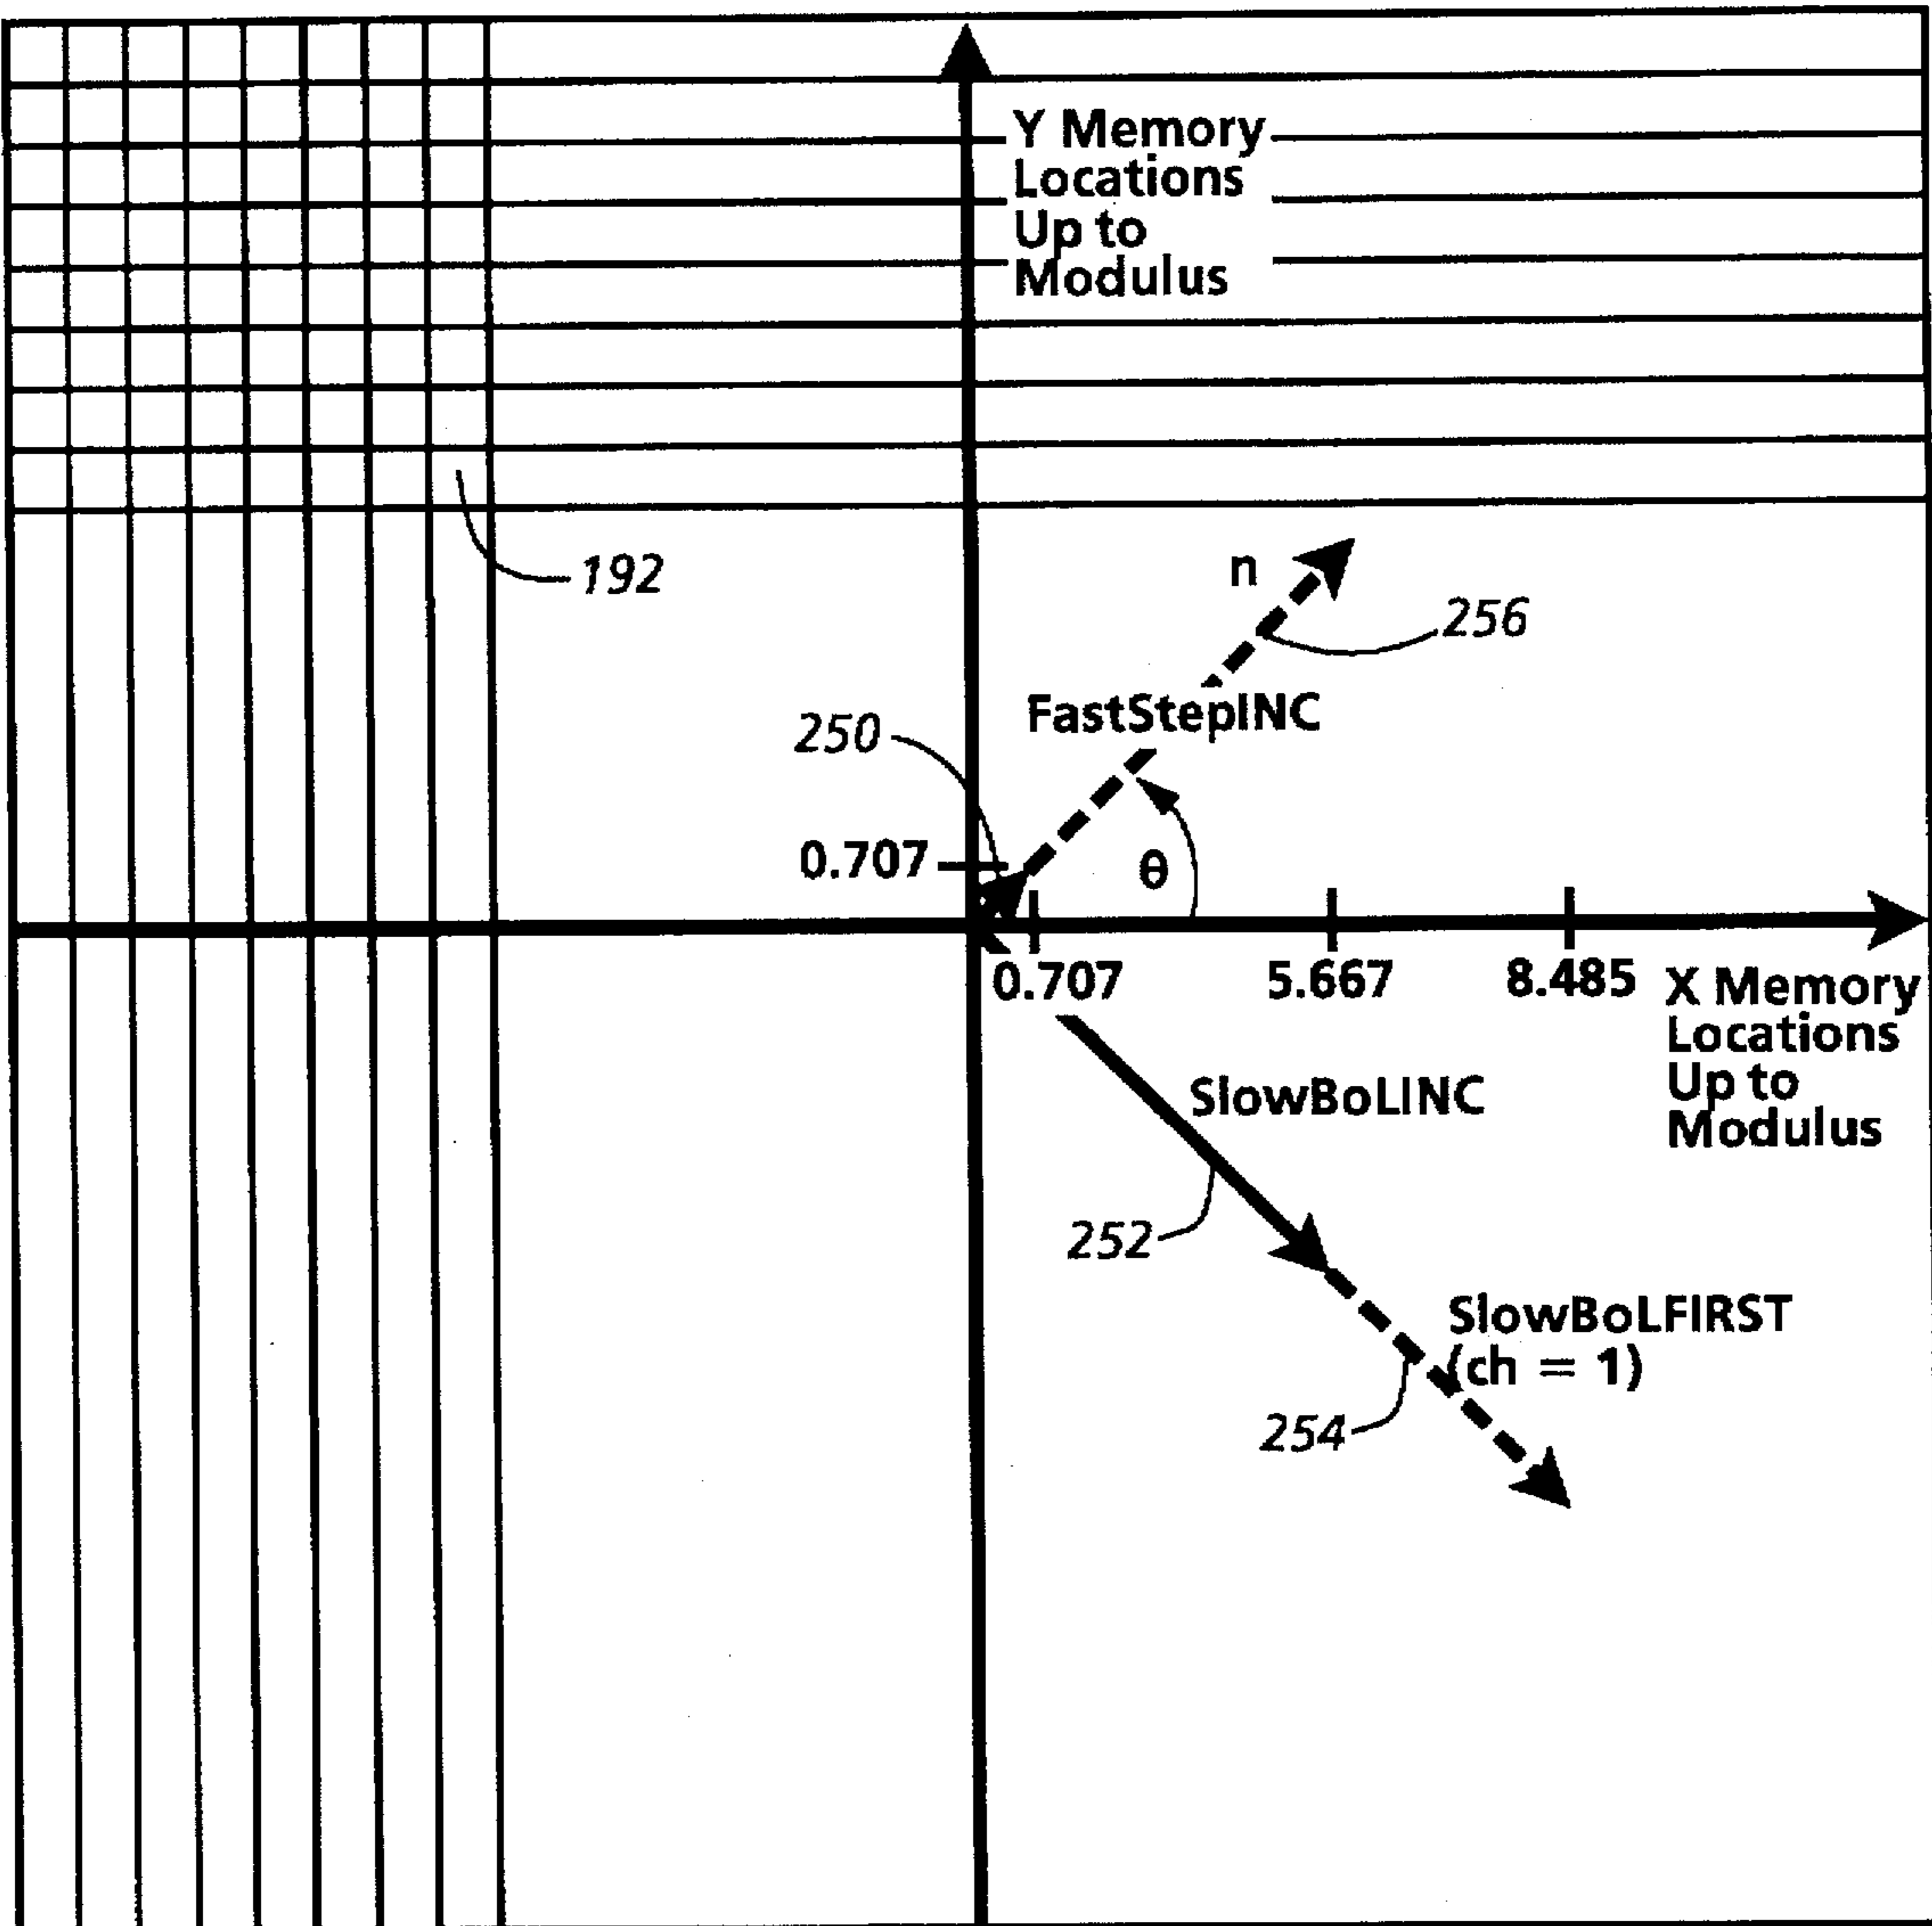 Y Memory
Locations
Up to
Modulus
192
n
256
FastStepINC
250
0.707
θ
0.707
5.667
8.485
X Memory
Locations
Up to
Modulus
SlowBoLINC
252
SlowBoLFIRST
(ch = 1)
254